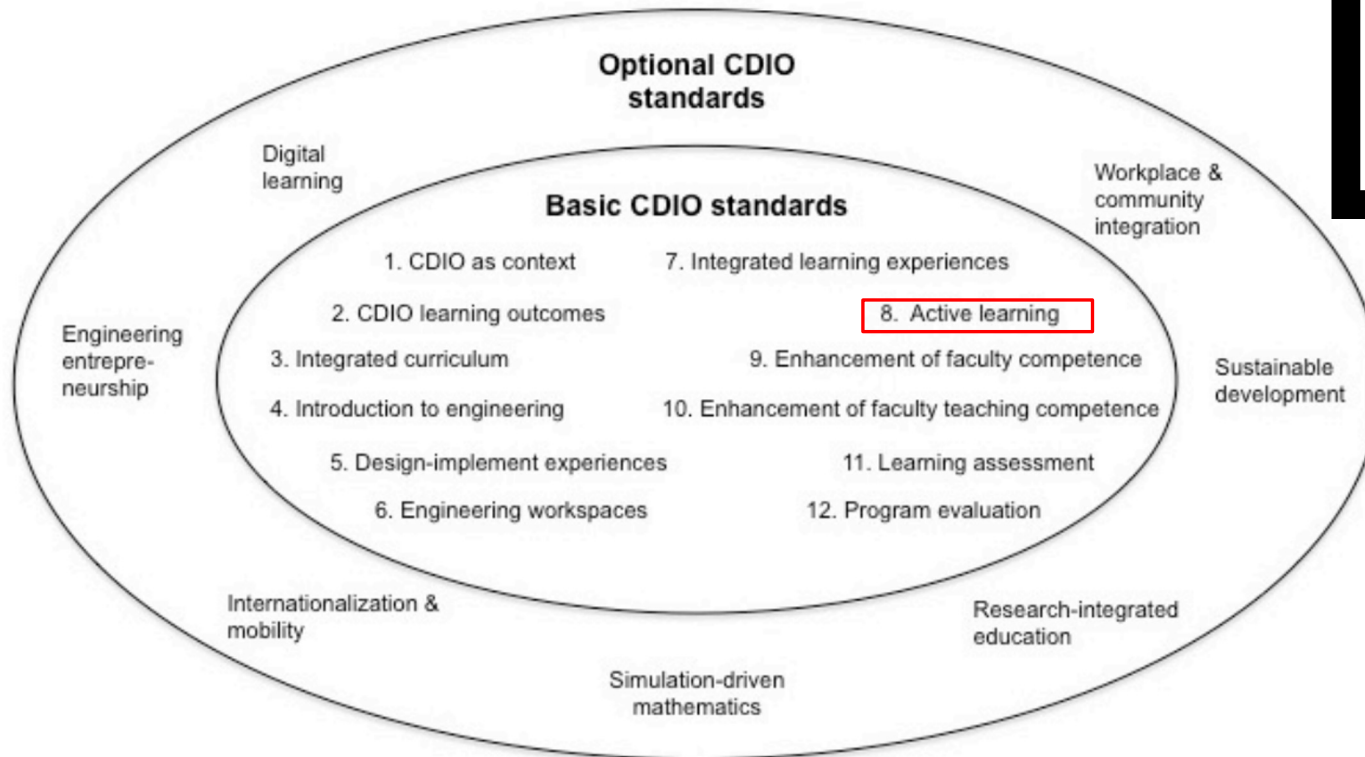 Optional CDIO
standards
Digital
learning
Workplace &
community
integration
Basic CDIO standards
1. CDIO as context
7. Integrated learning experiences
2. CDIO learning outcomes
8. Active learning
3. Integrated curriculum
9. Enhancement of faculty competence
4. Introduction to engineering
10. Enhancement of faculty teaching competence
5. Design-implement experiences
11. Learning assessment
6. Engineering workspaces
12. Program evaluation
Engineering
entrepre-
neurship
Sustainable
development
Internationalization &
mobility
Research-integrated
education
Simulation-driven
mathematics